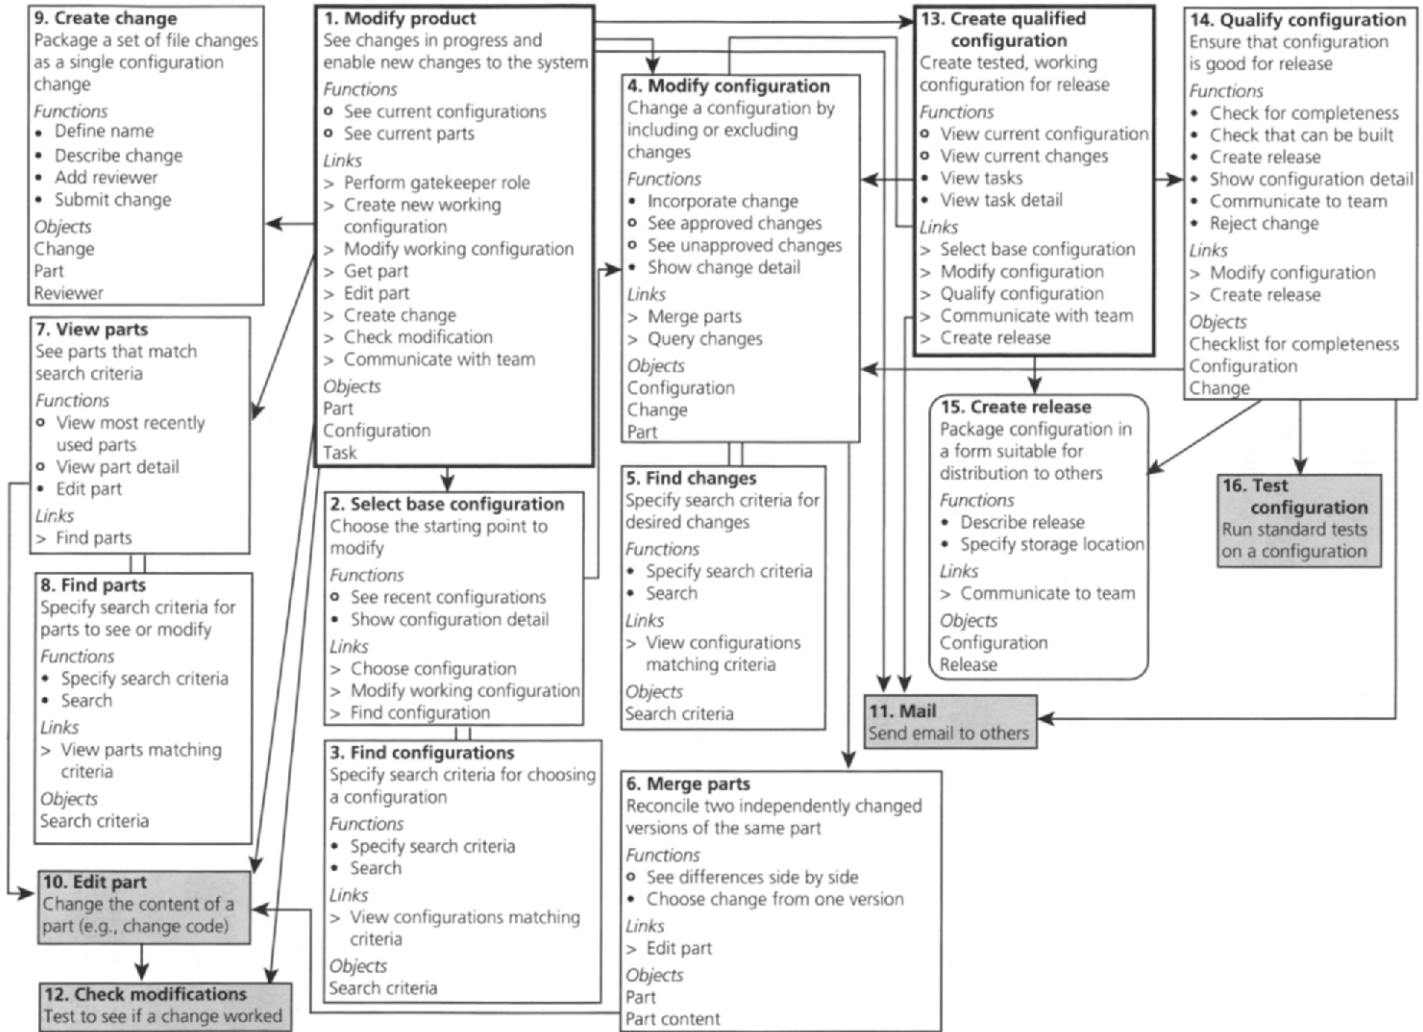 9. Create change
Package a set of file changes
as a single configuration
change
Functions
• Define name
• Describe change
• Add reviewer
• Submit change
Objects
Change
Part
Reviewer
1. Modify product
See changes in progress and
enable new changes to the system
Functions
o See current configurations
o See current parts
Links
> Perform gatekeeper role
> Create new working
configuration
> Modify working configuration
> Get part
> Edit part
> Create change
> Check modification
> Communicate with team
Objects
Part
Configuration
Task
4. Modify configuration
Change a configuration by
including or excluding
changes
Functions
• Incorporate change
o See approved changes
o See unapproved changes
• Show change detail
Links
> Merge parts
> Query changes
Objects
Configuration
Change
Part
13. Create qualified
configuration
Create tested, working
configuration for release
Functions
o View current configuration
o View current changes
• View tasks
• View task detail
Links
> Select base configuration
> Modify configuration
> Qualify configuration
> Communicate with team
> Create release
14. Qualify configuration
Ensure that configuration
is good for release
Functions
• Check for completeness
• Check that can be built
• Create release
• Show configuration detail
• Communicate to team
• Reject change
Links
> Modify configuration
> Create release
Objects
Checklist for completeness
Configuration
Change
7. View parts
See parts that match
search criteria
Functions
o View most recently
used parts
o View part detail
• Edit part
Links
> Find parts
8. Find parts
Specify search criteria for
parts to see or modify
Functions
• Specify search criteria
• Search
Links
> View parts matching
criteria
Objects
Search criteria
2. Select base configuration
Choose the starting point to
modify
Functions
o See recent configurations
• Show configuration detail
Links
> Choose configuration
> Modify working configuration
> Find configuration
3. Find configurations
Specify search criteria for choosing
a configuration
Functions
• Specify search criteria
• Search
Links
> View configurations matching
criteria
Objects
Search criteria
5. Find changes
Specify search criteria for
desired changes
Functions
• Specify search criteria
• Search
Links
> View configurations
matching criteria
Objects
Search criteria
15. Create release
Package configuration in
a form suitable for
distribution to others
Functions
• Describe release
• Specify storage location
Links
> Communicate to team
Objects
Configuration
Release
16. Test
configuration
Run standard tests
on a configuration
11. Mail
Send email to others
6. Merge parts
Reconcile two independently changed
versions of the same part
Functions
o See differences side by side
• Choose change from one version
Links
> Edit part
Objects
Part
Part content
10. Edit part
Change the content of a
part (e.g., change code)
12. Check modifications
Test to see if a change worked